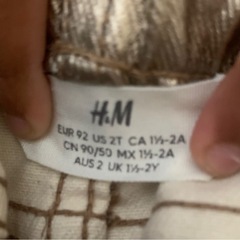 H&M
EUR 92 US 2T CA 1½-2A
CN 90/50 MX 1½-2A
AUS 2 UK 1½-2Y